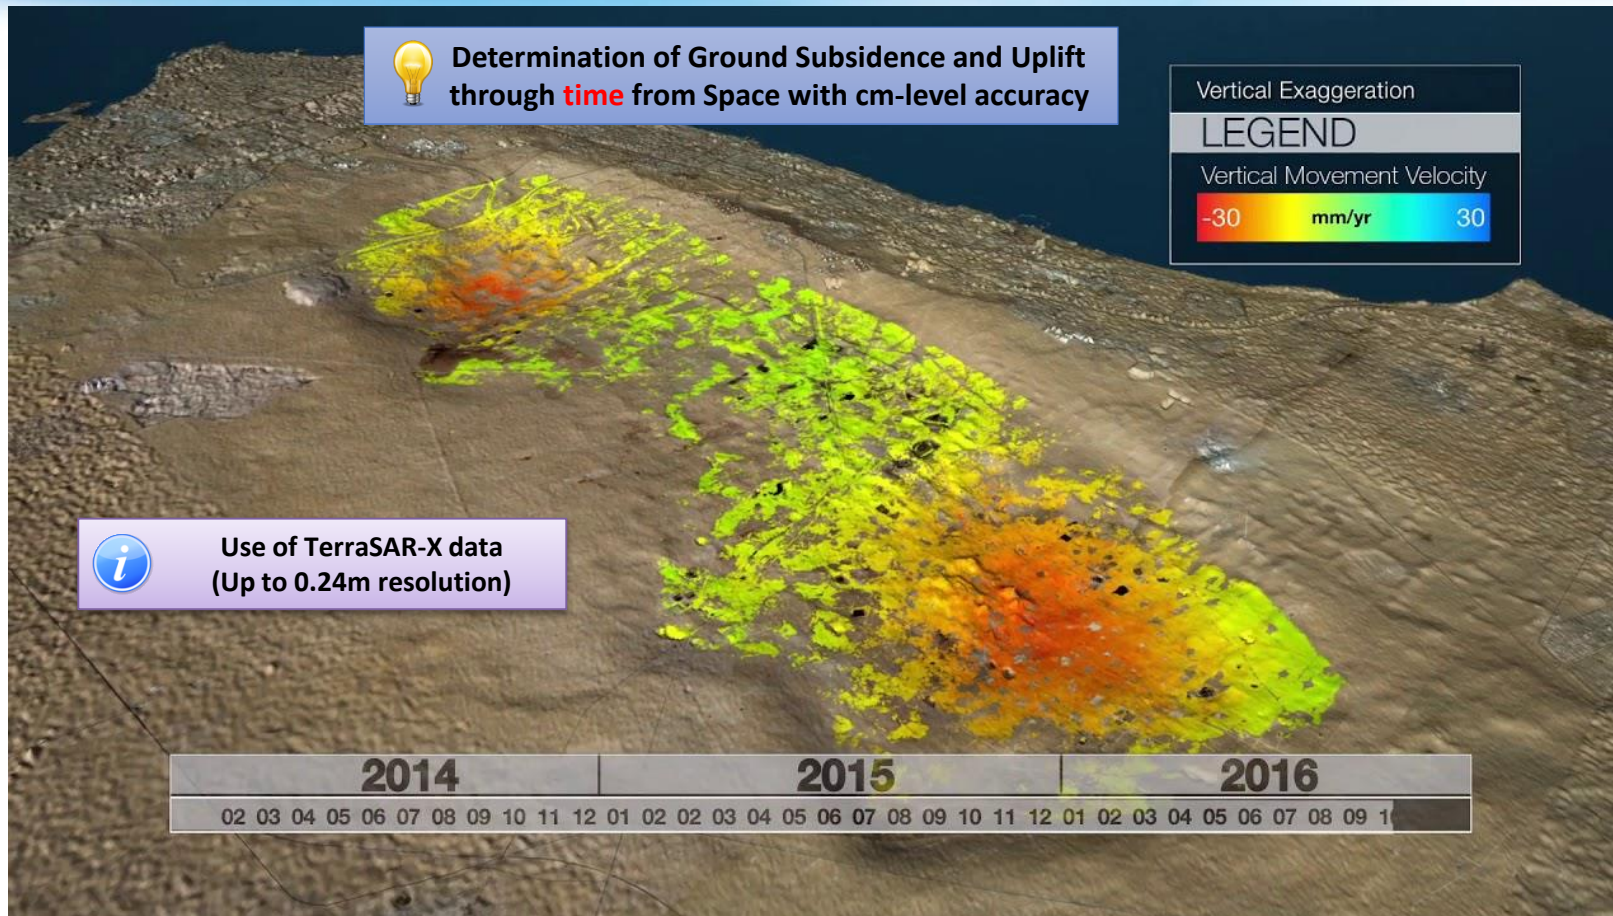 Determination of Ground Subsidence and Uplift
through time from Space with cm-level accuracy
Vertical Exaggeration
LEGEND
Vertical Movement Velocity
-30 mm/yr 30
i
Use of TerraSAR-X data
(Up to 0.24m resolution)
2014 2015 2016
02 03 04 05 06 07 08 09 10 11 12 01 02 02 03 04 05 06 07 08 09 10 11 12 01 02 03 04 05 06 07 08 09